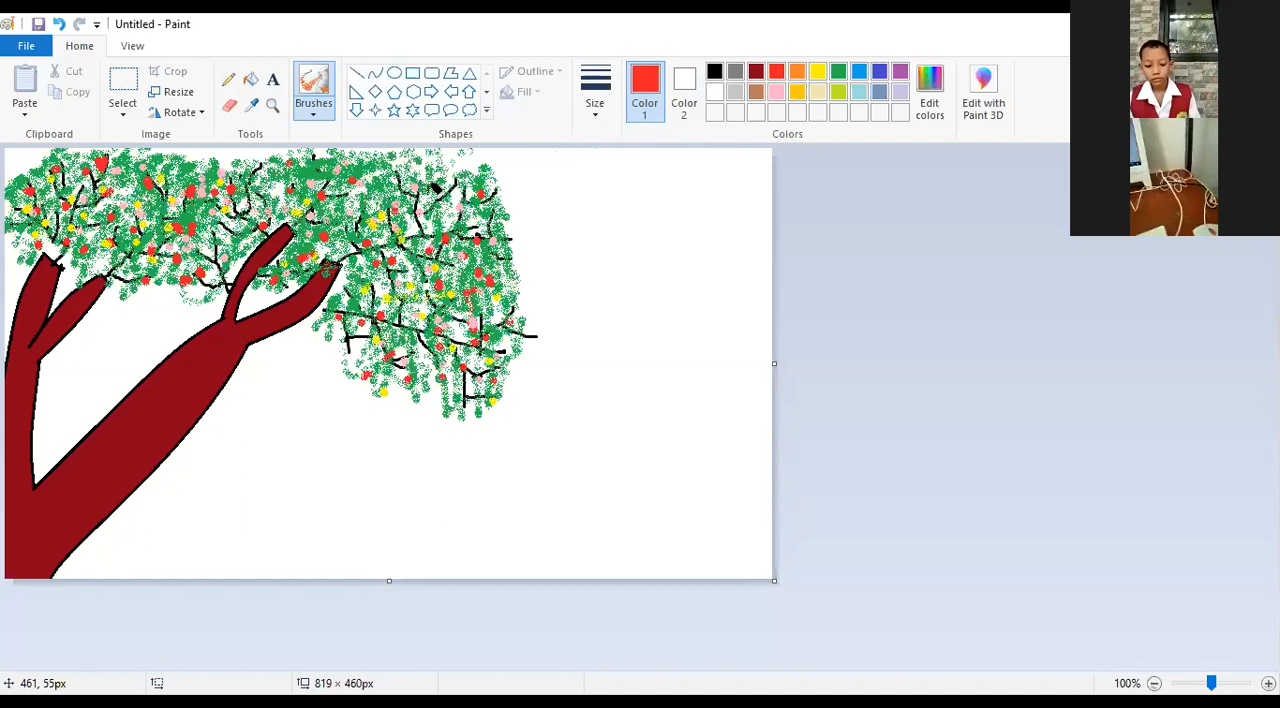 Untitled - Paint
File Home View
Cut Crop Outline
Paste Copy Select Resize Brushes Fill Size Color 1 Color 2 Edit colors Edit with Paint 3D
Rotate
Clipboard Image Tools Shapes Colors
A
461, 55px 819 × 460px 100%